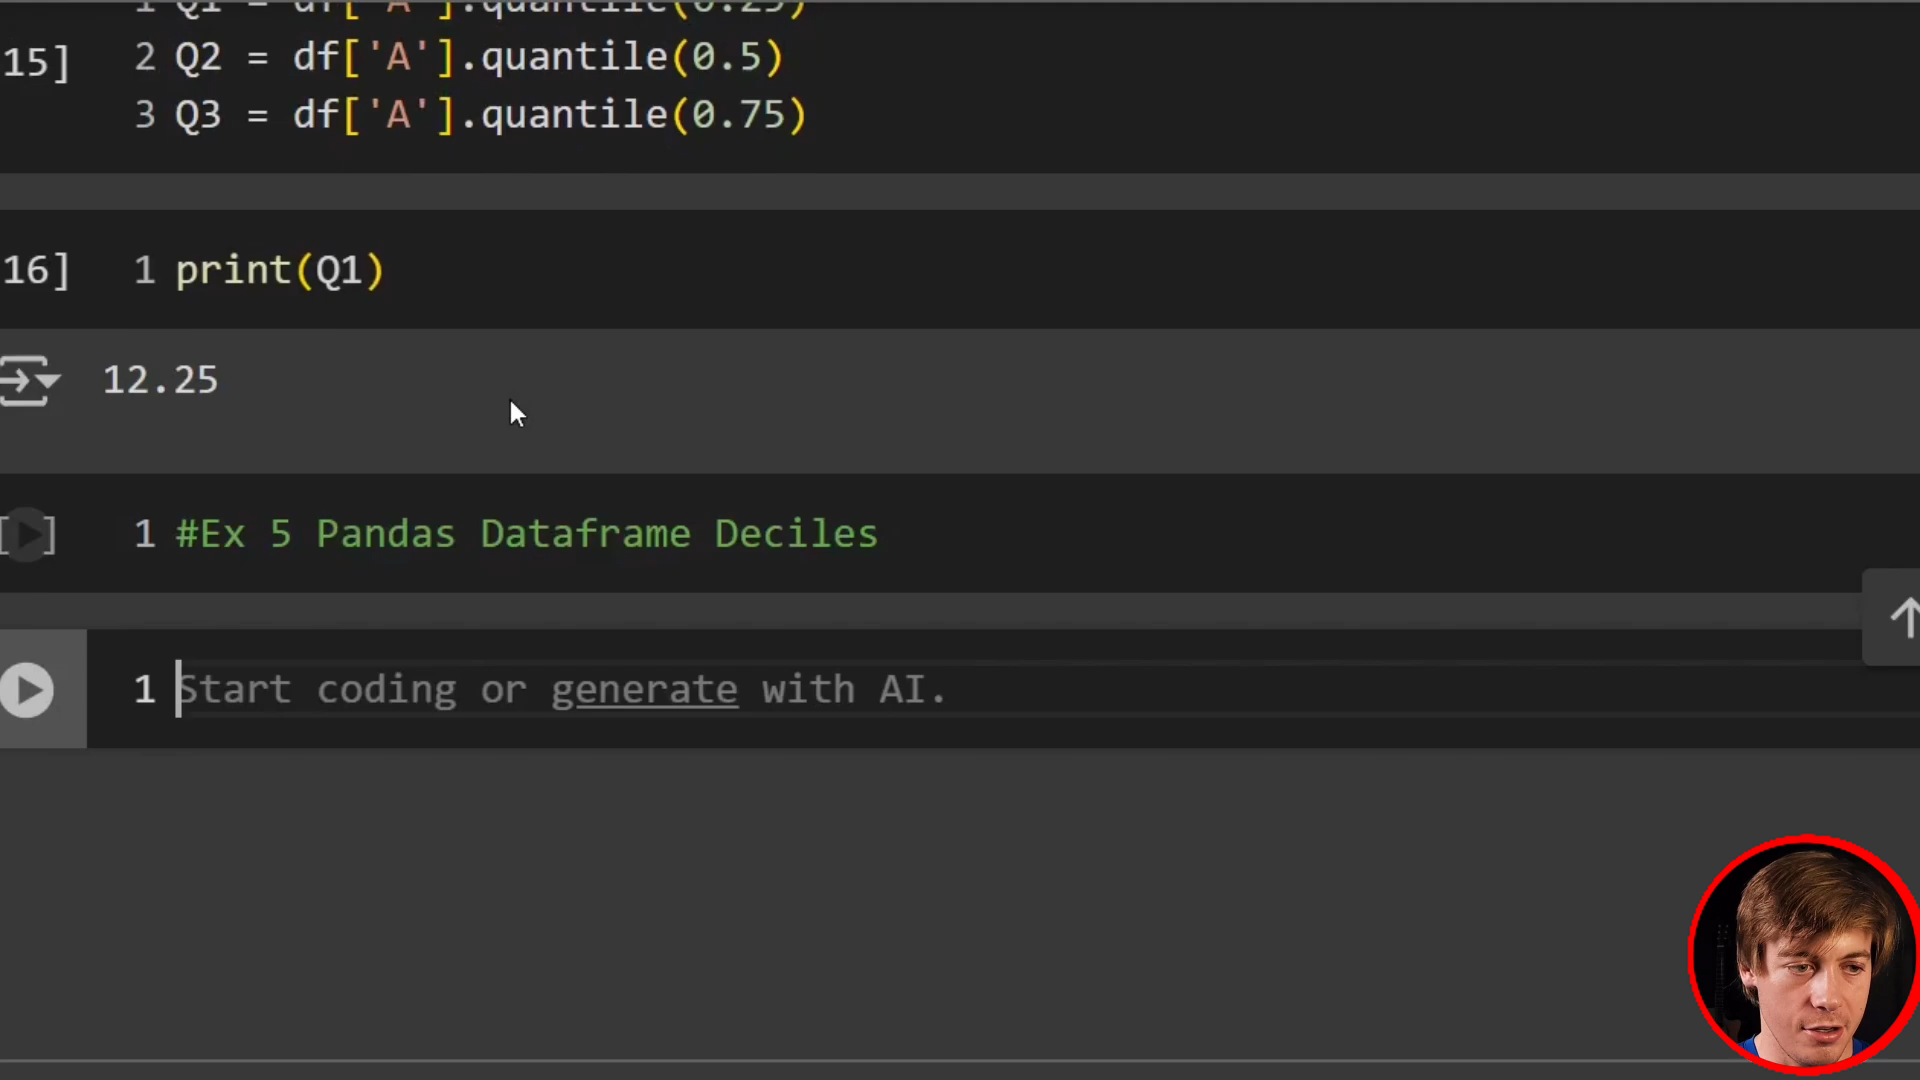 1 Q1 = df['A'].quantile(0.25)
15] 2 Q2 = df['A'].quantile(0.5)
3 Q3 = df['A'].quantile(0.75)
16] 1 print(Q1)
12.25
[ ] 1 #Ex 5 Pandas Dataframe Deciles
1 Start coding or generate with AI.